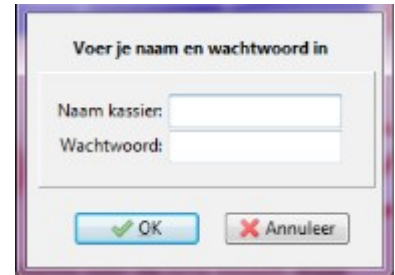 Voer je naam en wachtwoord in
Naam kassier:
Wachtwoord:
OK Annuleer